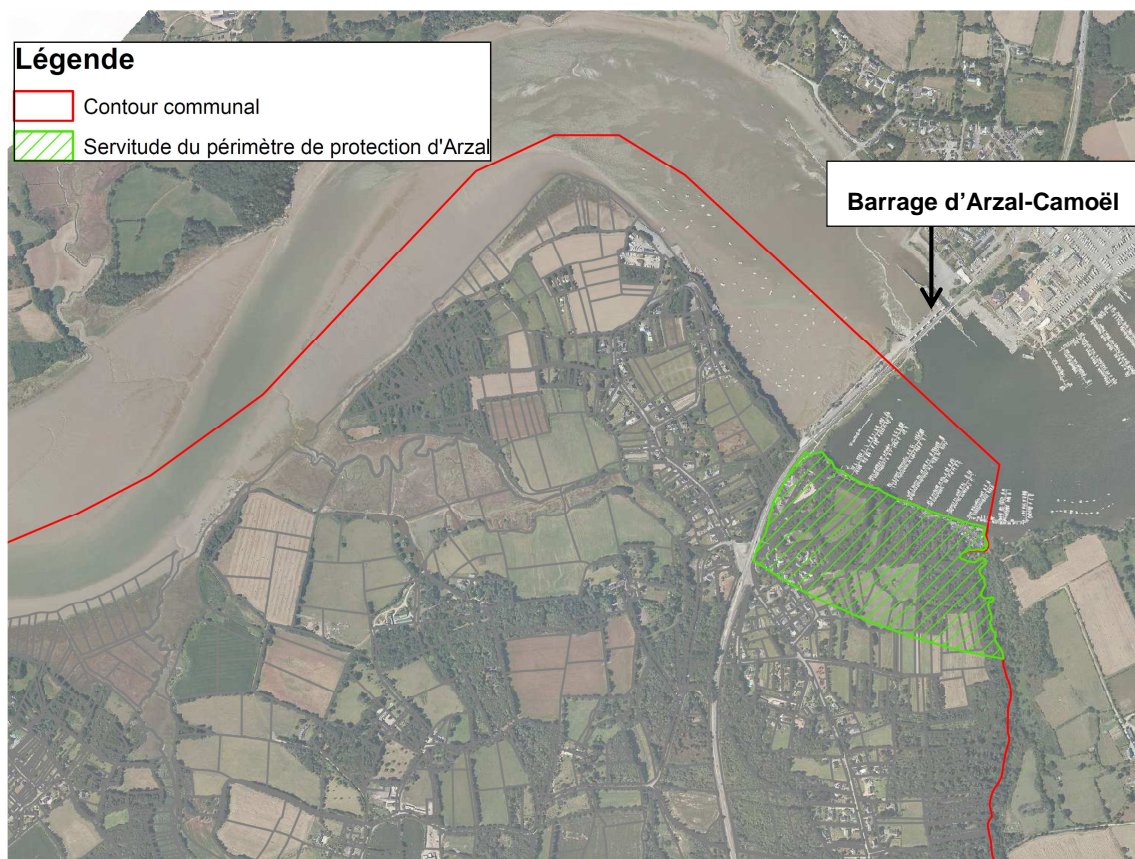 Légende
Contour communal
Servitude du périmètre de protection d'Arzal
Barrage d'Arzal-Camoël